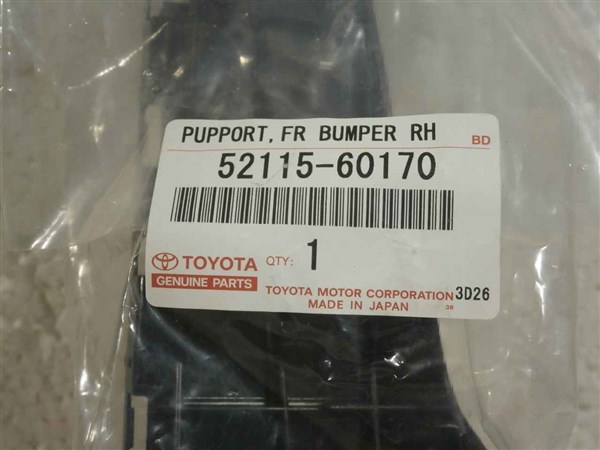 PUPPORT, FR BUMPER RH BD
52115-60170
TOYOTA QTY: 1
GENUINE PARTS
TOYOTA MOTOR CORPORATION 3D26
MADE IN JAPAN 38